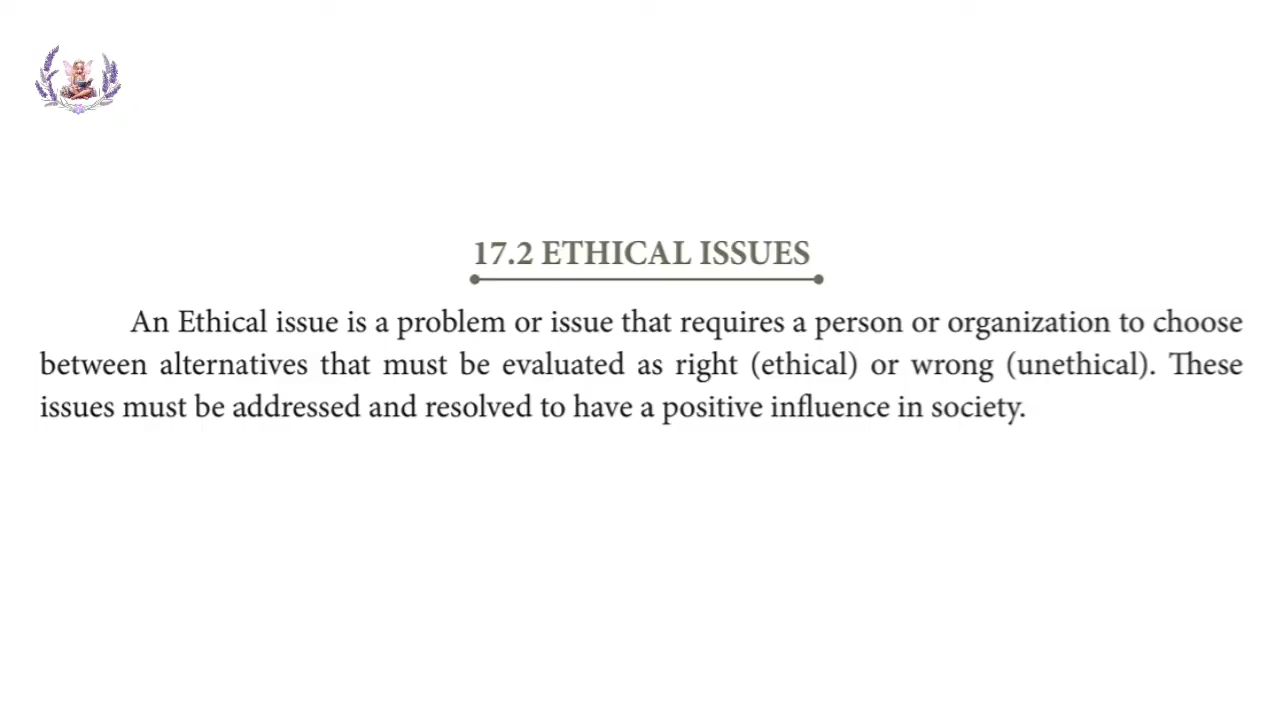 17.2 ETHICAL ISSUES
An Ethical issue is a problem or issue that requires a person or organization to choose
between alternatives that must be evaluated as right (ethical) or wrong (unethical). These
issues must be addressed and resolved to have a positive influence in society.